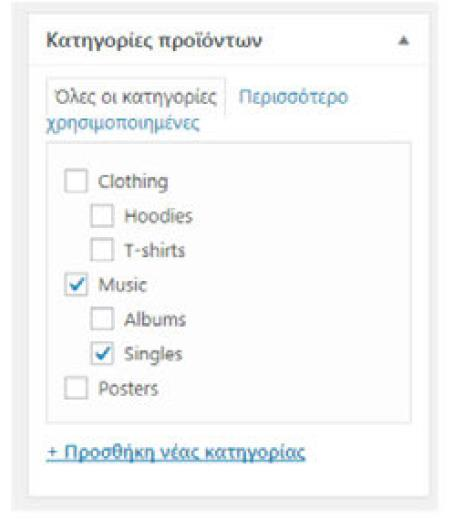 Κατηγορίες προϊόντων
Όλες οι κατηγορίες Περισσότερο
χρησιμοποιημένες
Clothing
Hoodies
T-shirts
Music
Albums
Singles
Posters
+ Προσθήκη νέας κατηγορίας